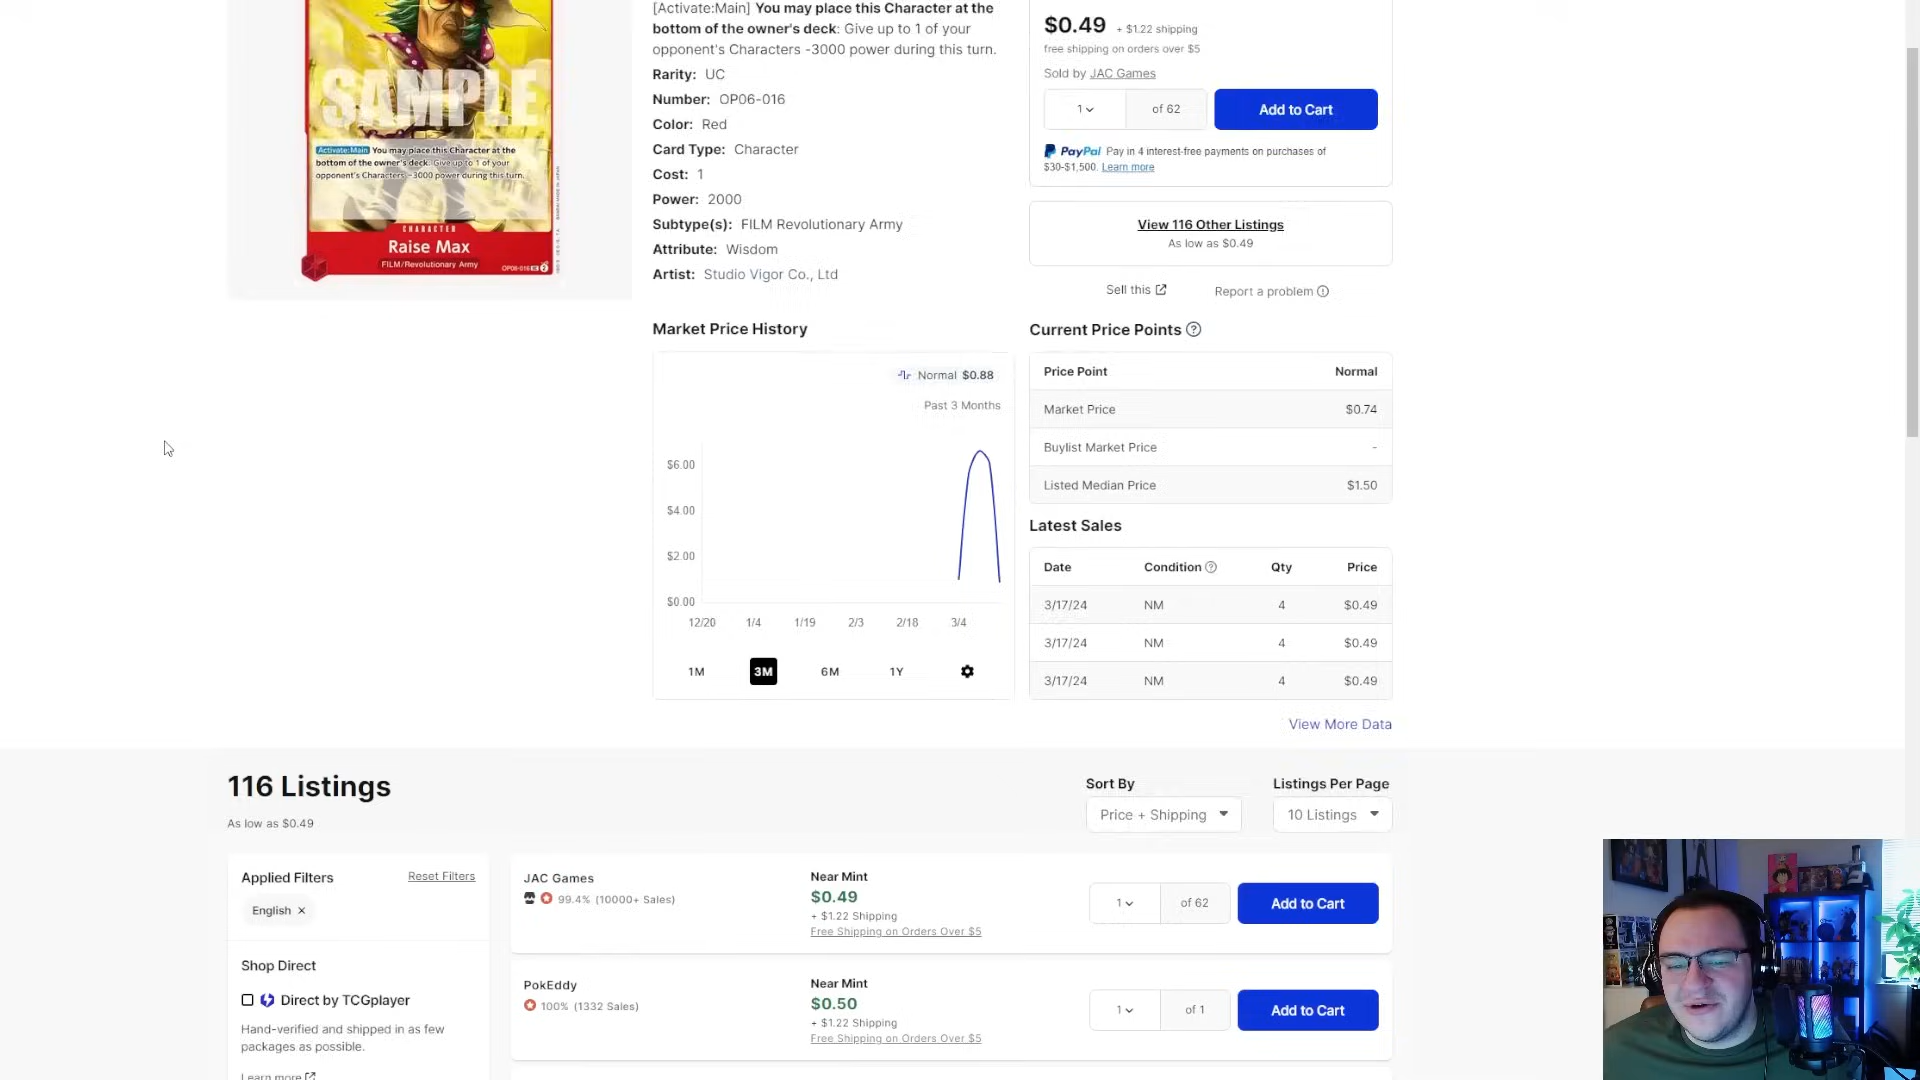 [Activate:Main] You may place this Character at the
bottom of the owner's deck: Give up to 1 of your
opponent's Characters -3000 power during this turn.
Rarity: UC
Number: OP06-016
Color: Red
Card Type: Character
Cost: 1
Power: 2000
Subtype(s): FILM Revolutionary Army
Attribute: Wisdom
Artist: Studio Vigor Co., Ltd
SAMPLE
Activate:Main You may place this Character at the
bottom of the owner's deck: Give up to 1 of your
opponent's Characters -3000 power during this turn.
CHARACTER
Raise Max
FILM/Revolutionary Army
OP06-016 UC
$0.49 + $1.22 shipping
free shipping on orders over $5
Sold by JAC Games
1 of 62 Add to Cart
PayPal Pay in 4 interest-free payments on purchases of
$30-$1,500. Learn more
View 116 Other Listings
As low as $0.49
Sell this Report a problem
Market Price History
Normal $0.88
Past 3 Months
$6.00
$4.00
$2.00
$0.00
12/20 1/4 1/19 2/3 2/18 3/4
1M 3M 6M 1Y
Current Price Points ?
Price Point Normal
Market Price $0.74
Buylist Market Price -
Listed Median Price $1.50
Latest Sales
Date Condition ? Qty Price
3/17/24 NM 4 $0.49
3/17/24 NM 4 $0.49
3/17/24 NM 4 $0.49
View More Data
116 Listings
As low as $0.49
Sort By
Price + Shipping
Listings Per Page
10 Listings
Applied Filters Reset Filters
English ×
Shop Direct
Direct by TCGplayer
Hand-verified and shipped in as few
packages as possible.
Learn more
JAC Games
99.4% (10000+ Sales)
Near Mint
$0.49
+ $1.22 Shipping
Free Shipping on Orders Over $5
1 of 62 Add to Cart
PokEddy
100% (1332 Sales)
Near Mint
$0.50
+ $1.22 Shipping
Free Shipping on Orders Over $5
1 of 1 Add to Cart